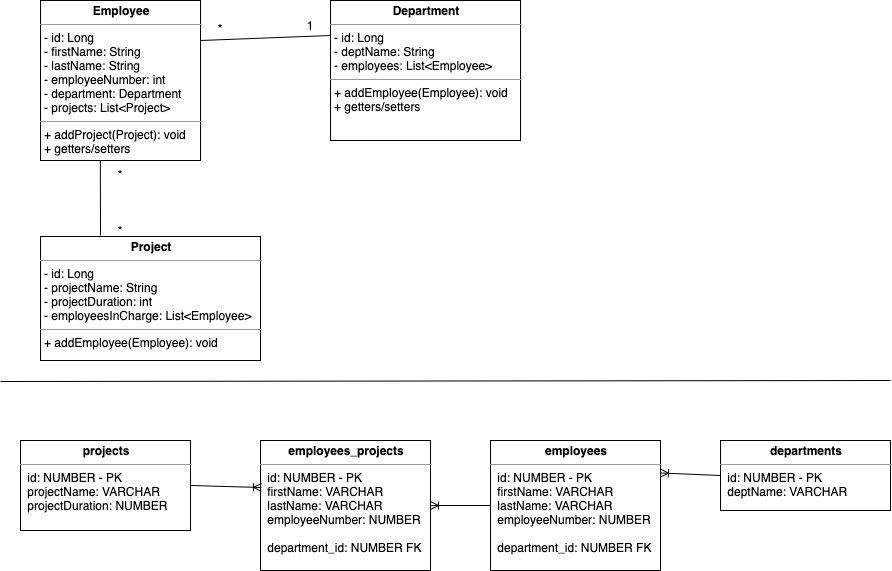 Employee
- id: Long
- firstName: String
- lastName: String
- employeeNumber: int
- department: Department
- projects: List<Project>
+ addProject(Project): void
+ getters/setters
*
1
Department
- id: Long
- deptName: String
- employees: List<Employee>
+ addEmployee(Employee): void
+ getters/setters
*
*
Project
- id: Long
- projectName: String
- projectDuration: int
- employeesInCharge: List<Employee>
+ addEmployee(Employee): void
projects
id: NUMBER - PK
projectName: VARCHAR
projectDuration: NUMBER
employees_projects
id: NUMBER - PK
firstName: VARCHAR
lastName: VARCHAR
employeeNumber: NUMBER
department_id: NUMBER FK
employees
id: NUMBER - PK
firstName: VARCHAR
lastName: VARCHAR
employeeNumber: NUMBER
department_id: NUMBER FK
departments
id: NUMBER - PK
deptName: VARCHAR